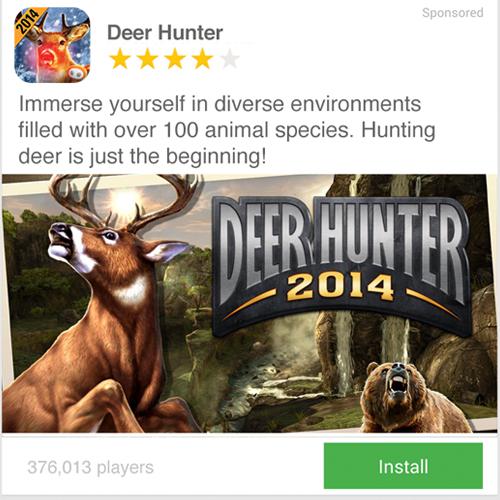 Sponsored
2014
Deer Hunter
Immerse yourself in diverse environments
filled with over 100 animal species. Hunting
deer is just the beginning!
DEER HUNTER
2014
376,013 players
Install